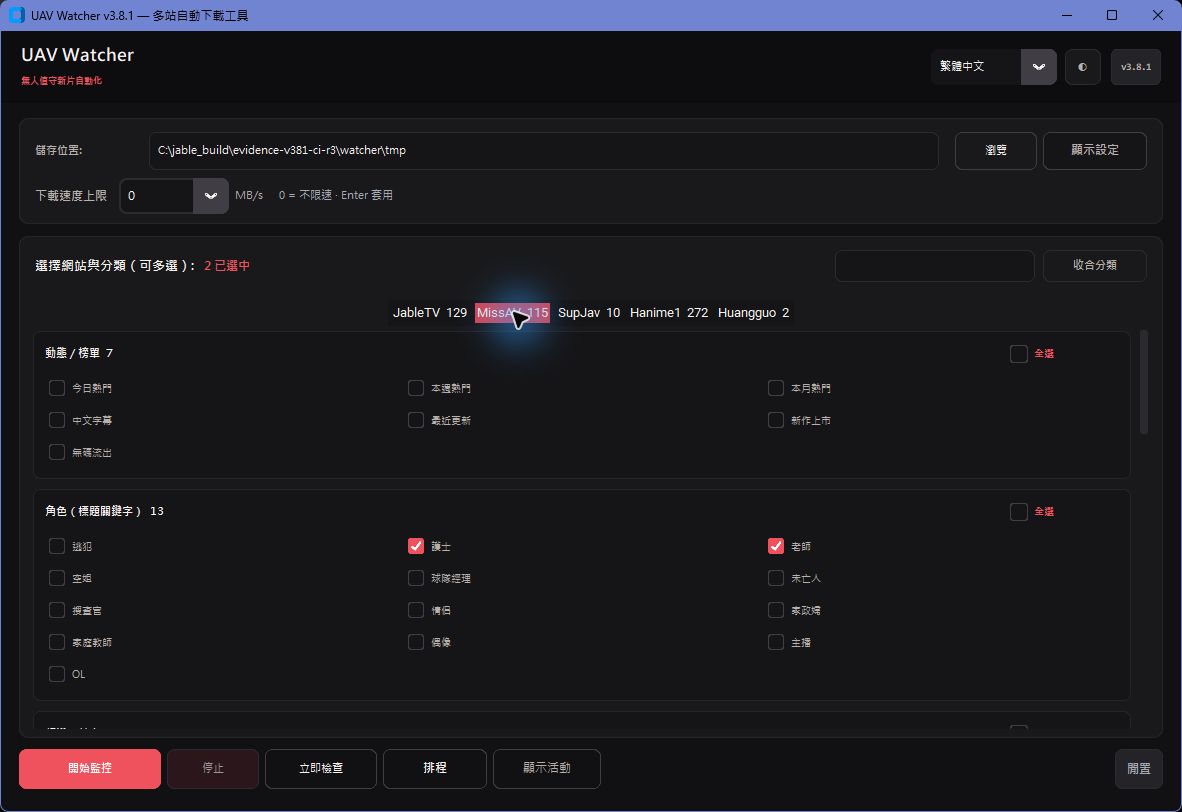 UAV Watcher v3.8.1 — 多站自動下載工具
UAV Watcher
無人值守新片自動化
繁體中文
v3.8.1
儲存位置:
C:\jable_build\evidence-v381-ci-r3\watcher\tmp
瀏覽
顯示設定
下載速度上限
0
MB/s
0 = 不限速 · Enter 套用
選擇網站與分類 ( 可多選 ) : 2 已選中
收合分類
JableTV 129 MissAV 115 SupJav 10 Hanime1 272 Huangguo 2
動態 / 榜單 7
全選
今日熱門 本週熱門 本月熱門
中文字幕 最近更新 新作上市
無碼流出
角色 ( 標題關鍵字 ) 13
全選
逃犯 護士 老師
空姐 球隊經理 未亡人
搜查官 情侶 家政婦
家庭教師 偶像 主播
OL
開始監控
停止
立即檢查
排程
顯示活動
閒置